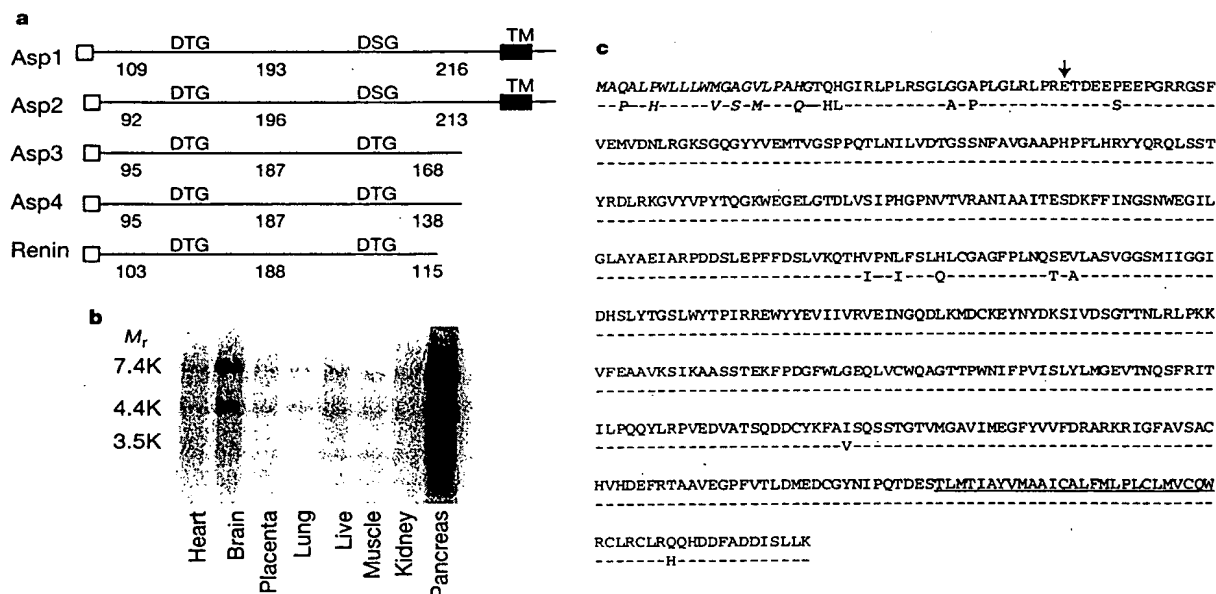 a
Asp1 DTG DSG TM
109 193 216
Asp2 DTG DSG TM
92 196 213
Asp3 DTG DTG
95 187 168
Asp4 DTG DTG
95 187 138
Renin DTG DTG
103 188 115
b
Mr
7.4K
4.4K
3.5K
Heart
Brain
Placenta
Lung
Live
Muscle
Kidney
Pancreas
c
MAQALPWLLLWMGAGVLPAHGTQHGIRLPLRSGLGGAPLGLRLPRETDEEPEEPGRRGSF
--P-H-----V-S-M--Q--HL-------A-P----------S-------
VEMVDNLRGKSGQGYYVEMTVGSPPQTLNILVDTGSSNFAVGAAPHPFLHRYYQRQLSST
------------------------------------------------------------
YRDLRKGVYVPYTQGKWEGELGTDLVSIPHGPNVTVRANIAAITESDKFFINGSNWEGIL
------------------------------------------------------------
GLAYAEIARPDDSLEPFFDSLVKQTHVPNLFSLHLCGAGFPLNQSEVLASVGGSMIIGGI
--------------------------I--I---Q----------T-A-------------
DHSLYTGSLWYTPIRREWYYEVIIVRVEINGQDLKMDCKEYNYDKSIVDSGTTNLRLPKK
------------------------------------------------------------
VFEAAVKSIKAASSTEKFPDGFWLGEQLVCWQAGTTPWNIFPVISLYLMGEVTNQSFRIT
------------------------------------------------------------
ILPQQYLRPVEDVATSQDDCYKFAISQSSTGTVMGAVIMEGFYVVFDRARKRIGFAVSAC
------------------------V-----------------------------------
HVHDEFRTAAVEGPFVTLDMEDCGYNIPQTDESTLMTIAYVMAAICALFMLPLCLMVCQW
------------------------------------------------------------
RCLRCLRQQHDDFADDISLLK
-------H-------------